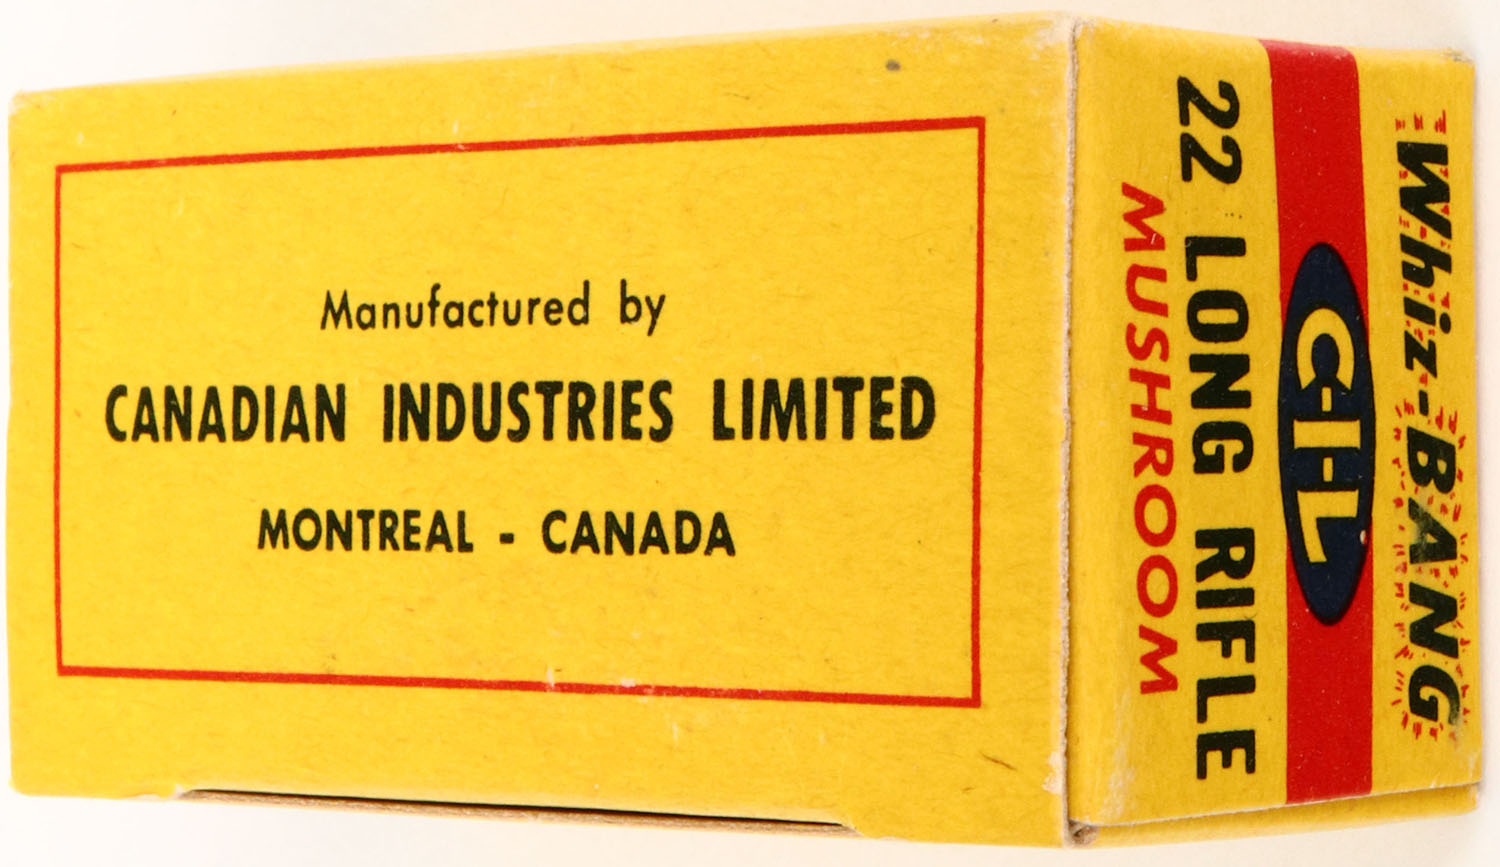 Manufactured by
CANADIAN INDUSTRIES LIMITED
MONTREAL - CANADA
Whiz-BANG
C-I-L
22 LONG RIFLE
MUSHROOM